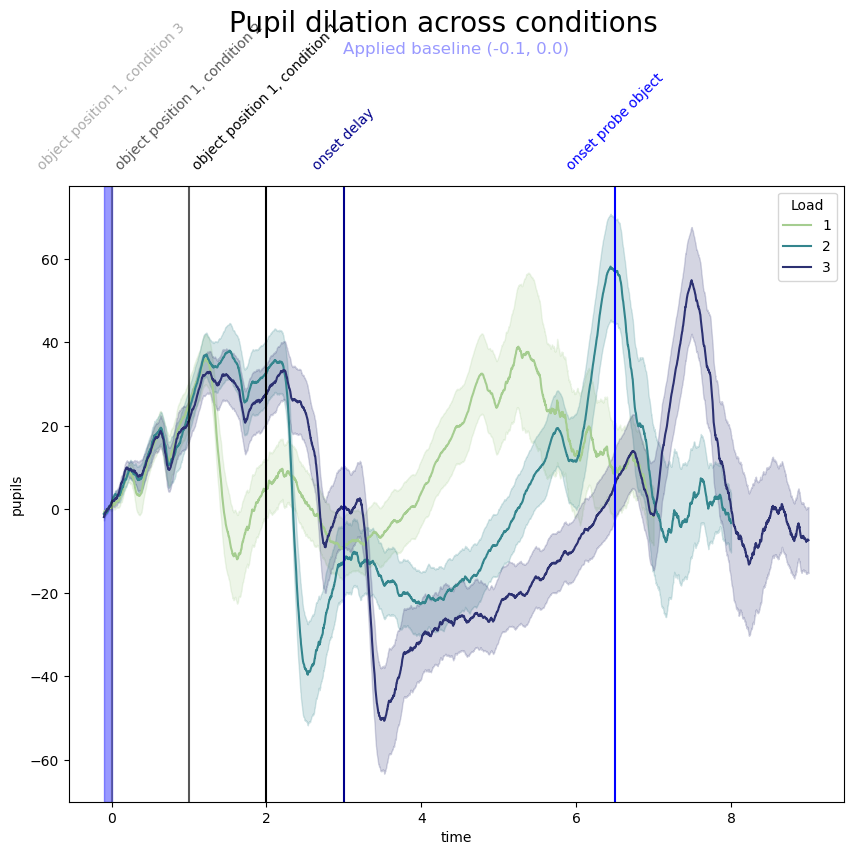 Pupil dilation across conditions
Applied baseline (-0.1, 0.0)
object position 1, condition 3
object position 1, condition
object position 1, condition
onset delay
onset probe object
Load
1
2
3
pupils
60
40
20
0
−20
−40
−60
0
2
4
6
8
time